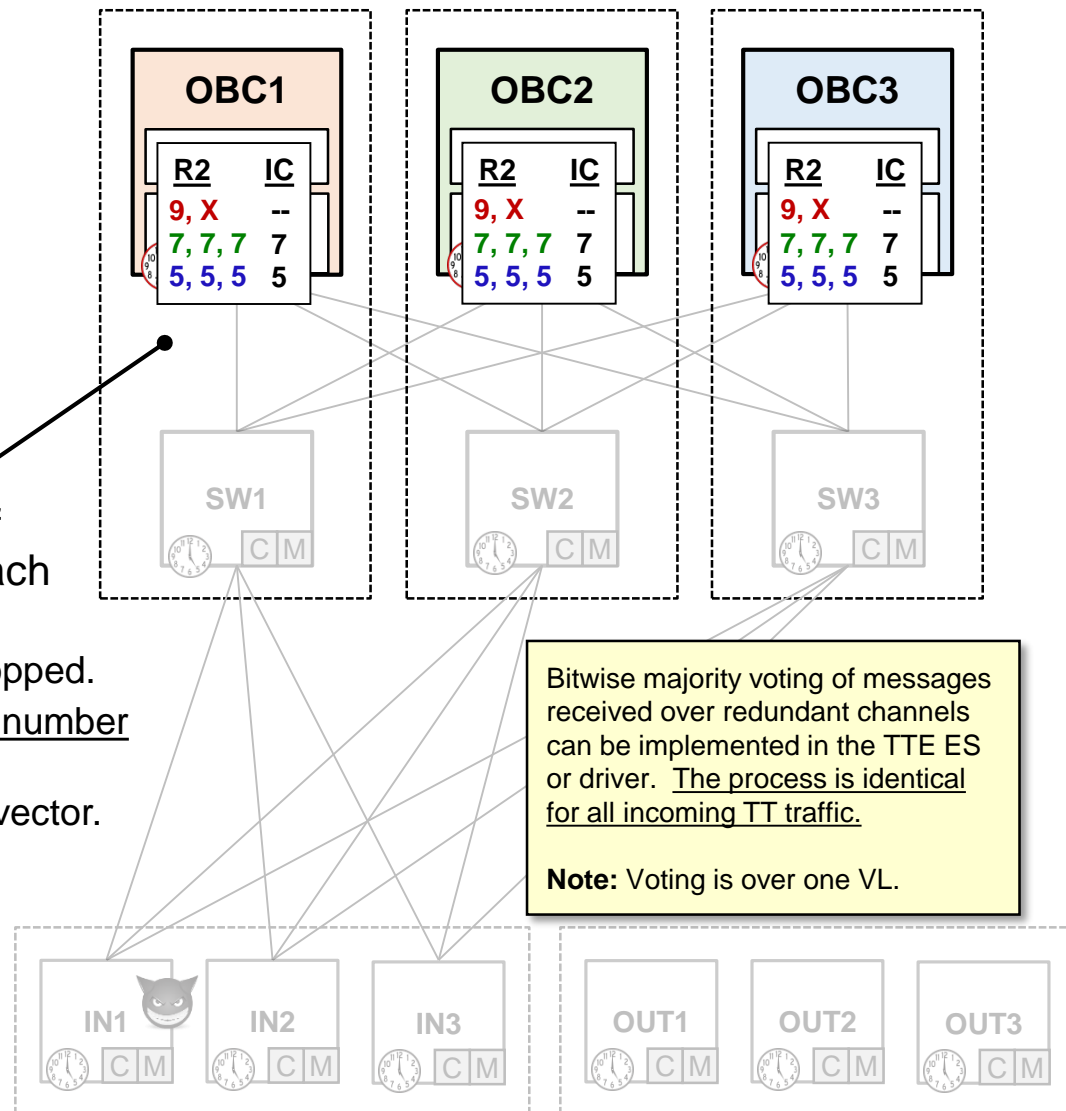 OBC1 OBC2 OBC3
R2 IC R2 IC R2 IC
9, X -- 9, X -- 9, X --
7, 7, 7 7 7, 7, 7 7 7, 7, 7 7
5, 5, 5 5 5, 5, 5 5 5, 5, 5 5
SW1 SW2 SW3
C M C M C M
ach
opped.
number
vector.
Bitwise majority voting of messages
received over redundant channels
can be implemented in the TTE ES
or driver. The process is identical
for all incoming TT traffic.
Note: Voting is over one VL.
IN1 IN2 IN3 OUT1 OUT2 OUT3
C M C M C M C M C M C M